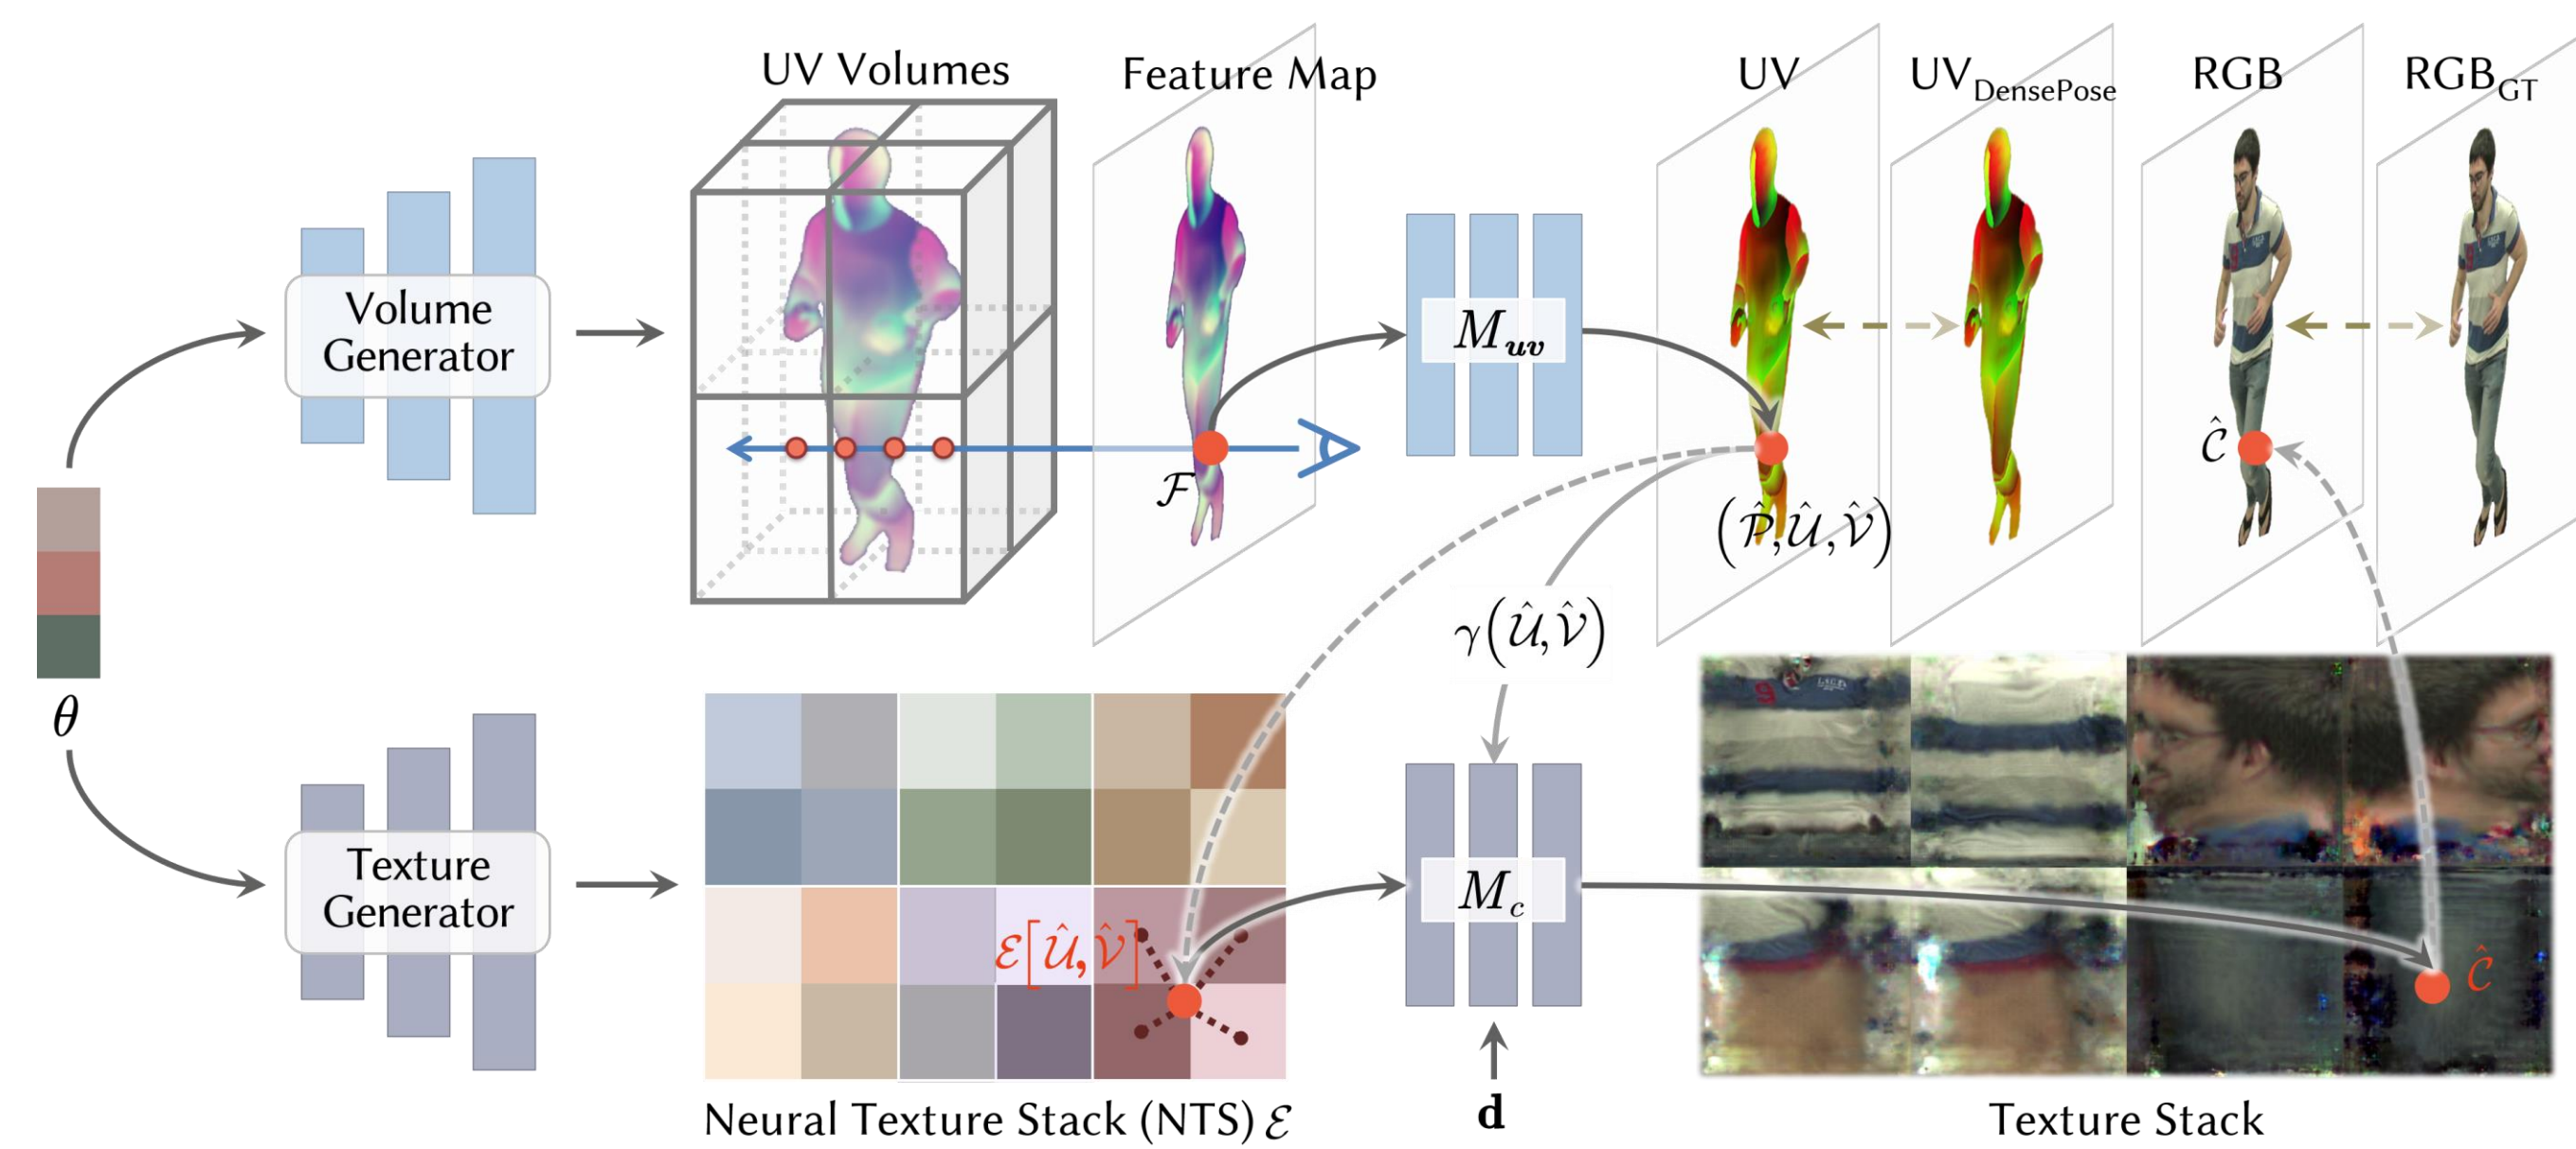 UV Volumes
Feature Map
UV
UV_DensePose
RGB
RGB_GT
Volume
Generator
M_uv
𝓕
(𝒫̂, 𝒰̂, 𝒱̂)
𝒞̂
γ(𝒰̂, 𝒱̂)
θ
Texture
Generator
ℰ[𝒰̂, 𝒱̂]
M_c
𝒞̂
d
Neural Texture Stack (NTS) ℰ
Texture Stack